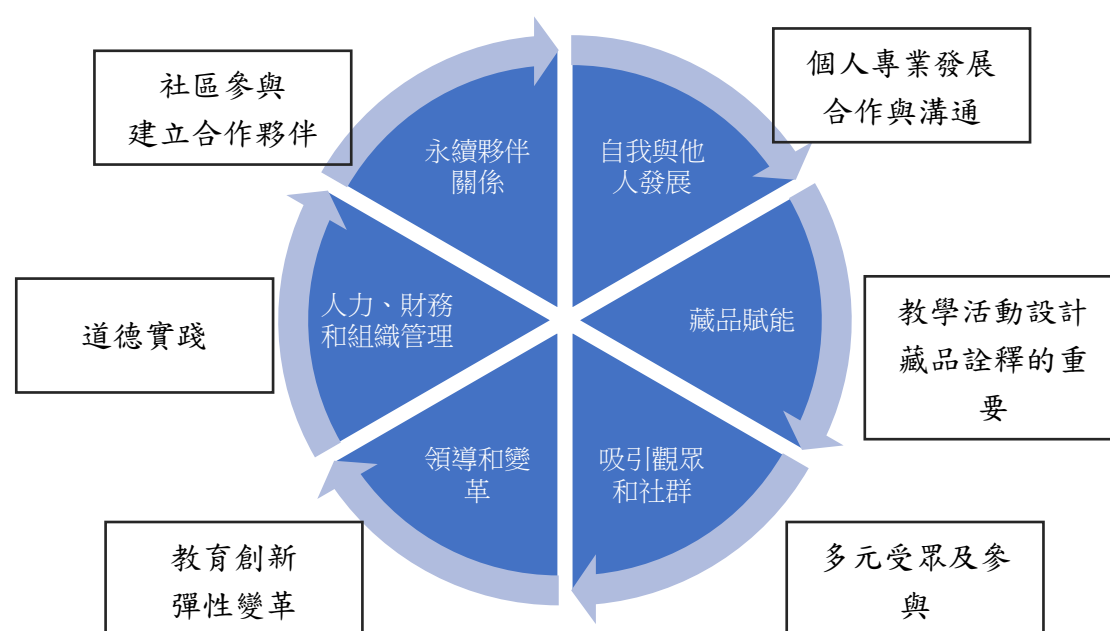 社區參與
建立合作夥伴
個人專業發展
合作與溝通
永續夥伴
關係
自我與他
人發展
道德實踐
人力、財務
和組織管理
藏品賦能
教學活動設計
藏品詮釋的重
要
領導和變
革
吸引觀眾
和社群
教育創新
彈性變革
多元受眾及參
與